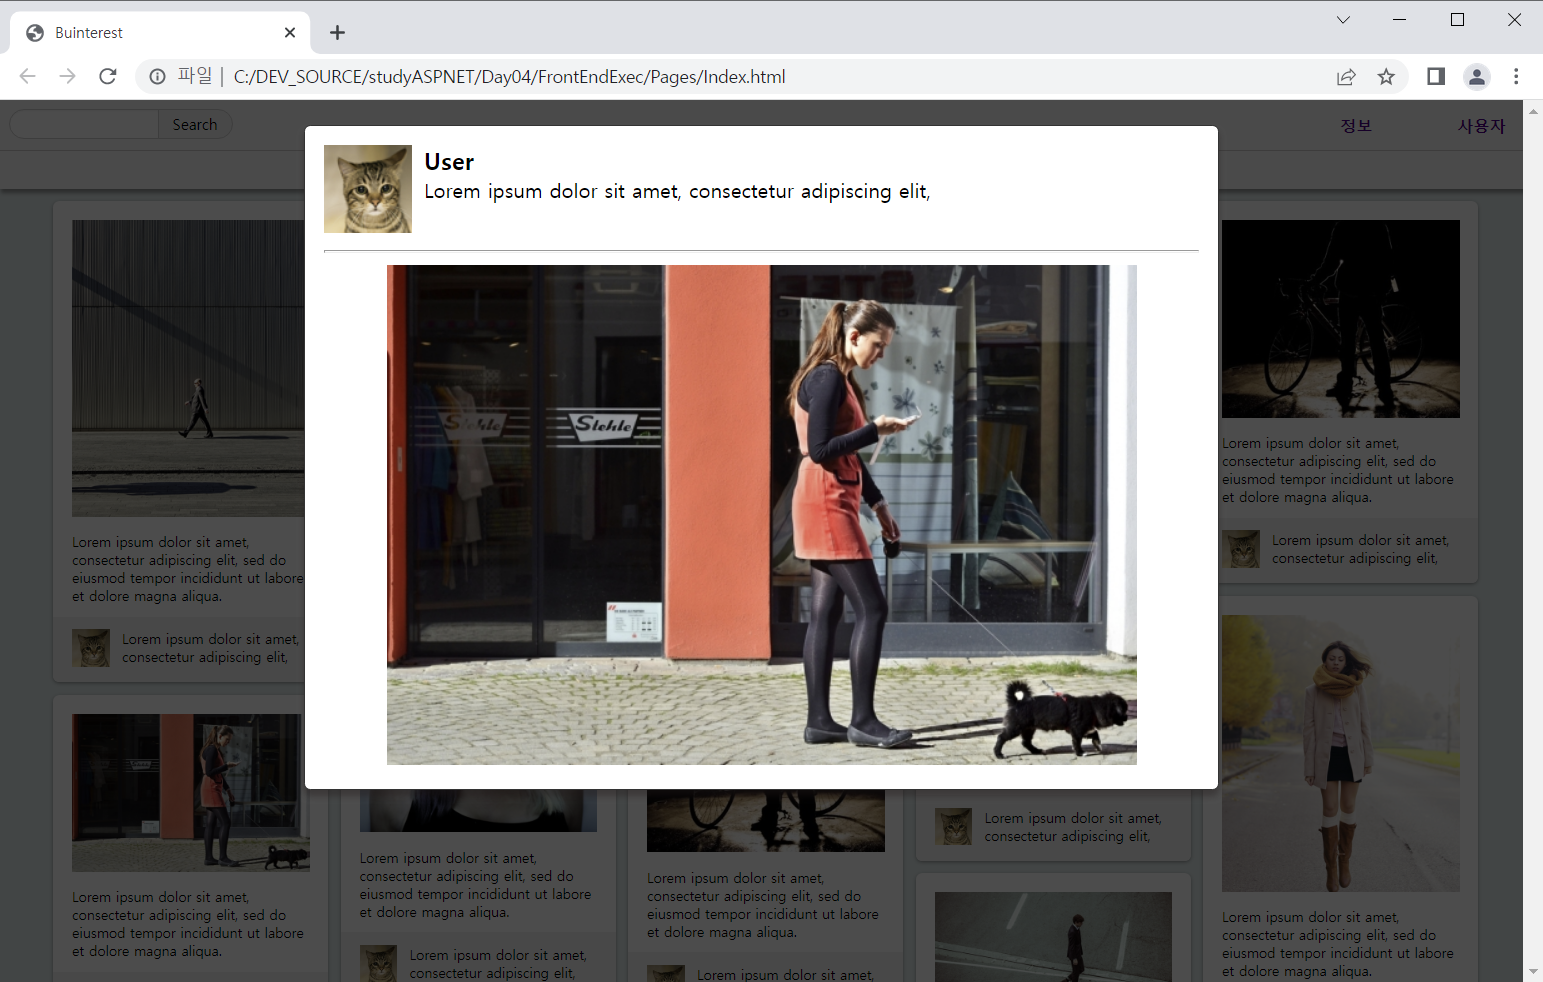 Buinterest
파일 | C:/DEV_SOURCE/studyASPNET/Day04/FrontEndExec/Pages/Index.html
Search
정보
사용자
User
Lorem ipsum dolor sit amet, consectetur adipiscing elit,
Stehle
Stehle
Lorem ipsum dolor sit amet,
consectetur adipiscing elit, sed do
eiusmod tempor incididunt ut labore
et dolore magna aliqua.
Lorem ipsum dolor sit amet,
consectetur adipiscing elit,
Lorem ipsum dolor sit amet,
consectetur adipiscing elit, sed do
eiusmod tempor incididunt ut labore
et dolore magna aliqua.
Lorem ipsum dolor sit amet,
consectetur adipiscing elit, sed do
eiusmod tempor incididunt ut labore
et dolore magna aliqua.
Lorem ipsum dolor sit amet,
consectetur adipiscing elit,
Lorem ipsum dolor sit amet,
consectetur adipiscing elit, sed do
eiusmod tempor incididunt ut labore
et dolore magna aliqua.
Lorem ipsum dolor sit amet,
Lorem ipsum dolor sit amet,
consectetur adipiscing elit,
Lorem ipsum dolor sit amet,
consectetur adipiscing elit, sed do
eiusmod tempor incididunt ut labore
et dolore magna aliqua.
Lorem ipsum dolor sit amet,
consectetur adipiscing elit,
Lorem ipsum dolor sit amet,
consectetur adipiscing elit, sed do
eiusmod tempor incididunt ut labore
et dolore magna aliqua.